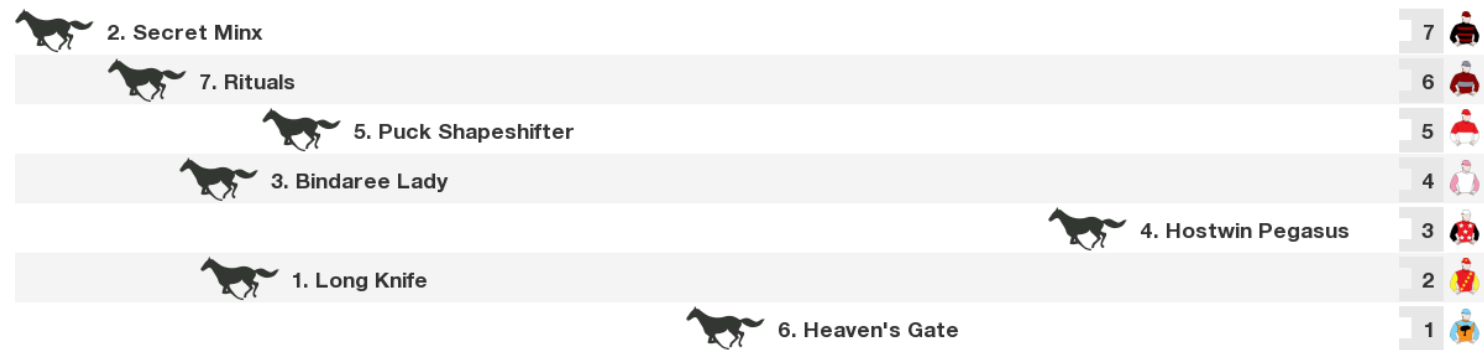 2. Secret Minx 7
7. Rituals 6
5. Puck Shapeshifter 5
3. Bindaree Lady 4
4. Hostwin Pegasus 3
1. Long Knife 2
6. Heaven's Gate 1